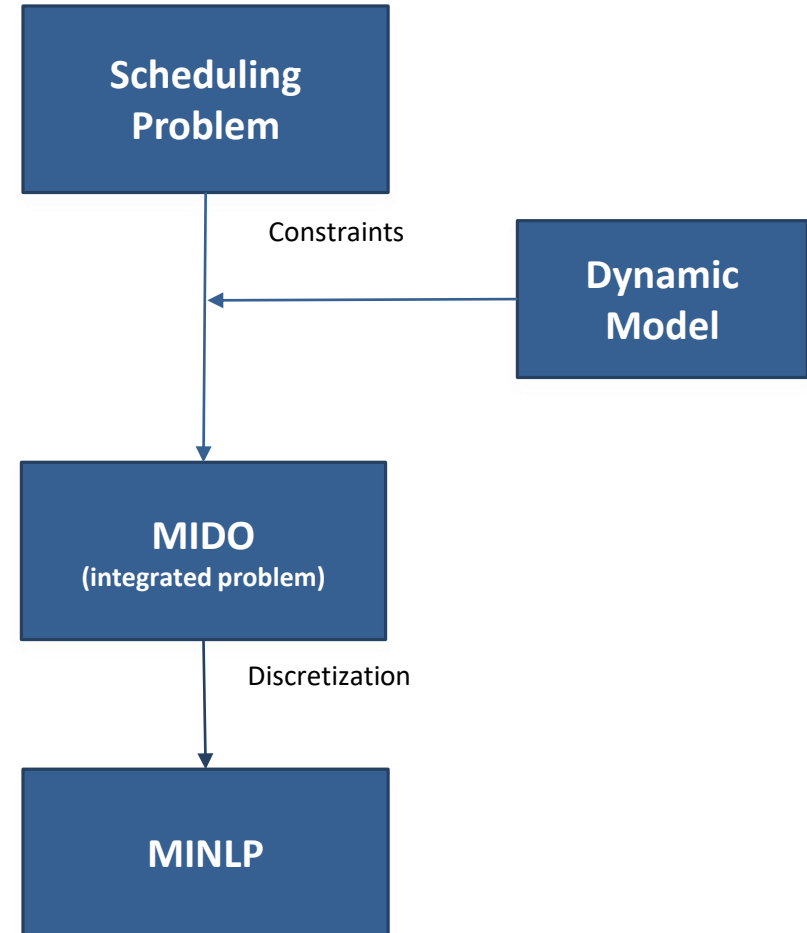 Scheduling
Problem
Constraints
Dynamic
Model
MIDO
(integrated problem)
Discretization
MINLP